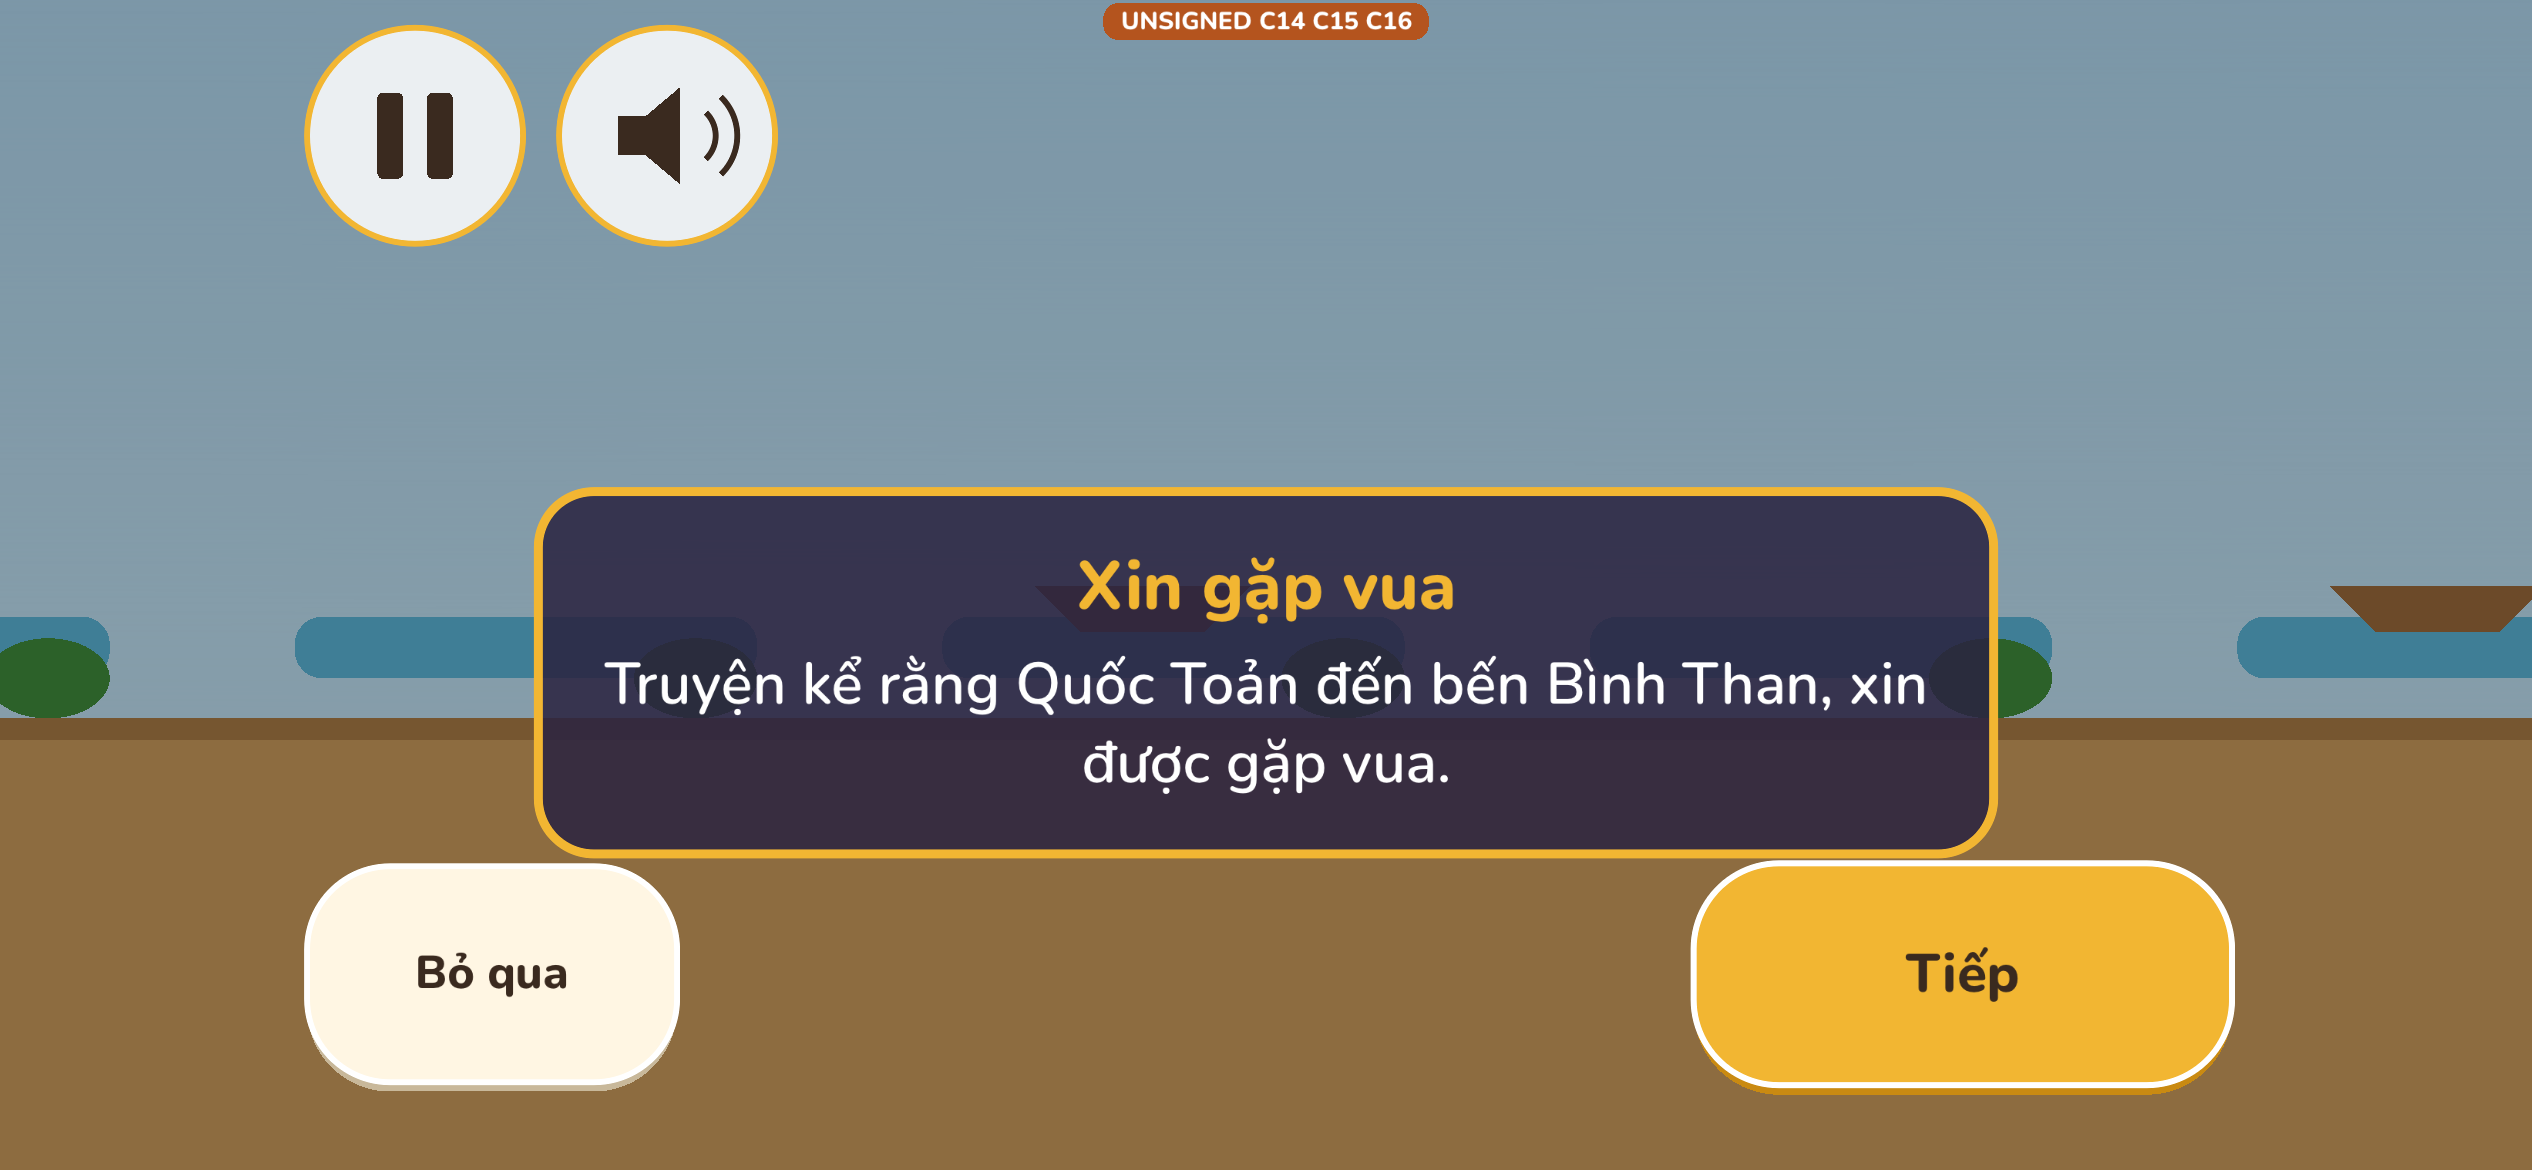 UNSIGNED C14 C15 C16
Xin gặp vua
Truyện kể rằng Quốc Toản đến bến Bình Than, xin
được gặp vua.
Bỏ qua
Tiếp